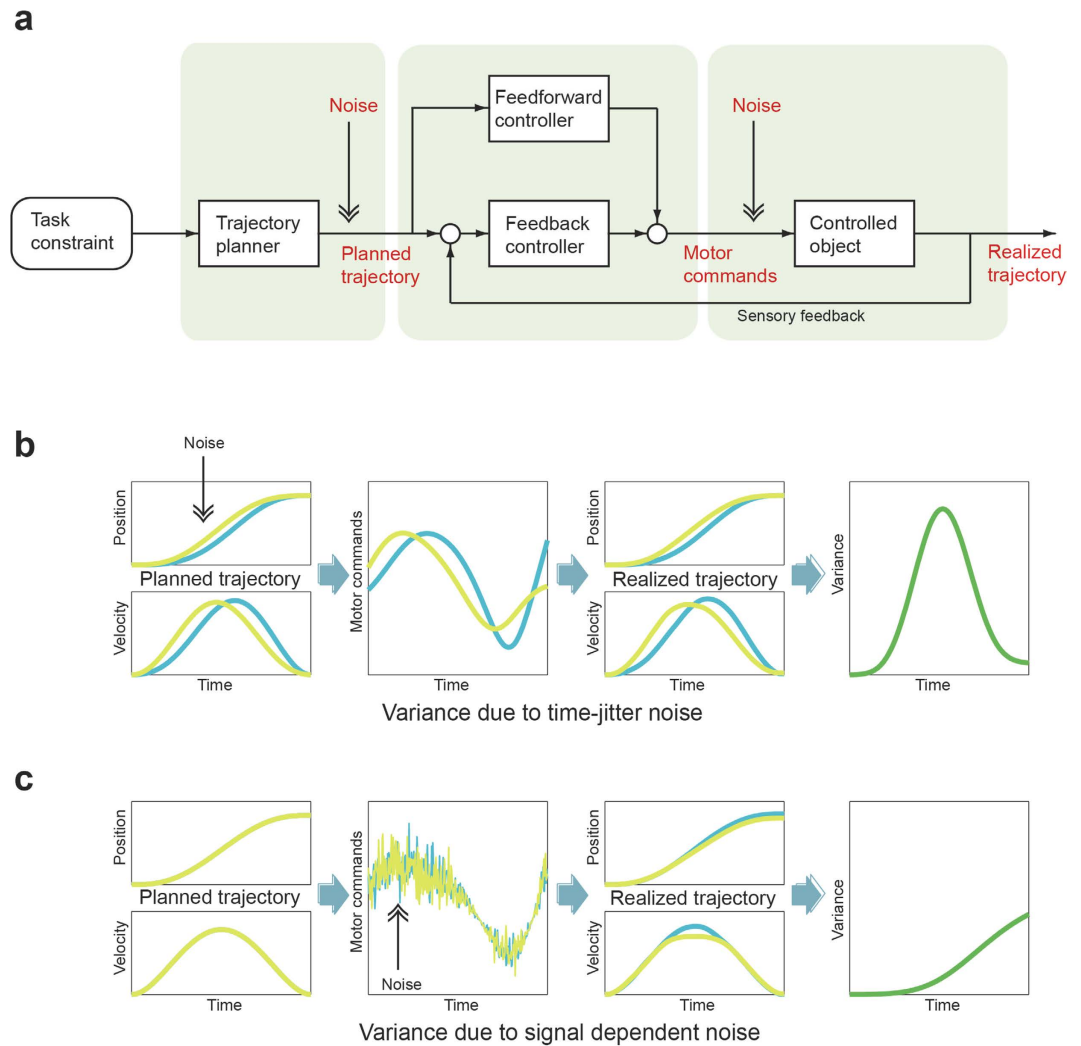 a
Noise
Feedforward
controller
Noise
Task
constraint
Trajectory
planner
Planned
trajectory
Feedback
controller
Motor
commands
Controlled
object
Realized
trajectory
Sensory feedback
b
Noise
Position
Planned trajectory
Velocity
Time
Motor commands
Time
Position
Realized trajectory
Velocity
Time
Variance
Time
Variance due to time-jitter noise
c
Position
Planned trajectory
Velocity
Time
Motor commands
Noise
Time
Position
Realized trajectory
Velocity
Time
Variance
Time
Variance due to signal dependent noise